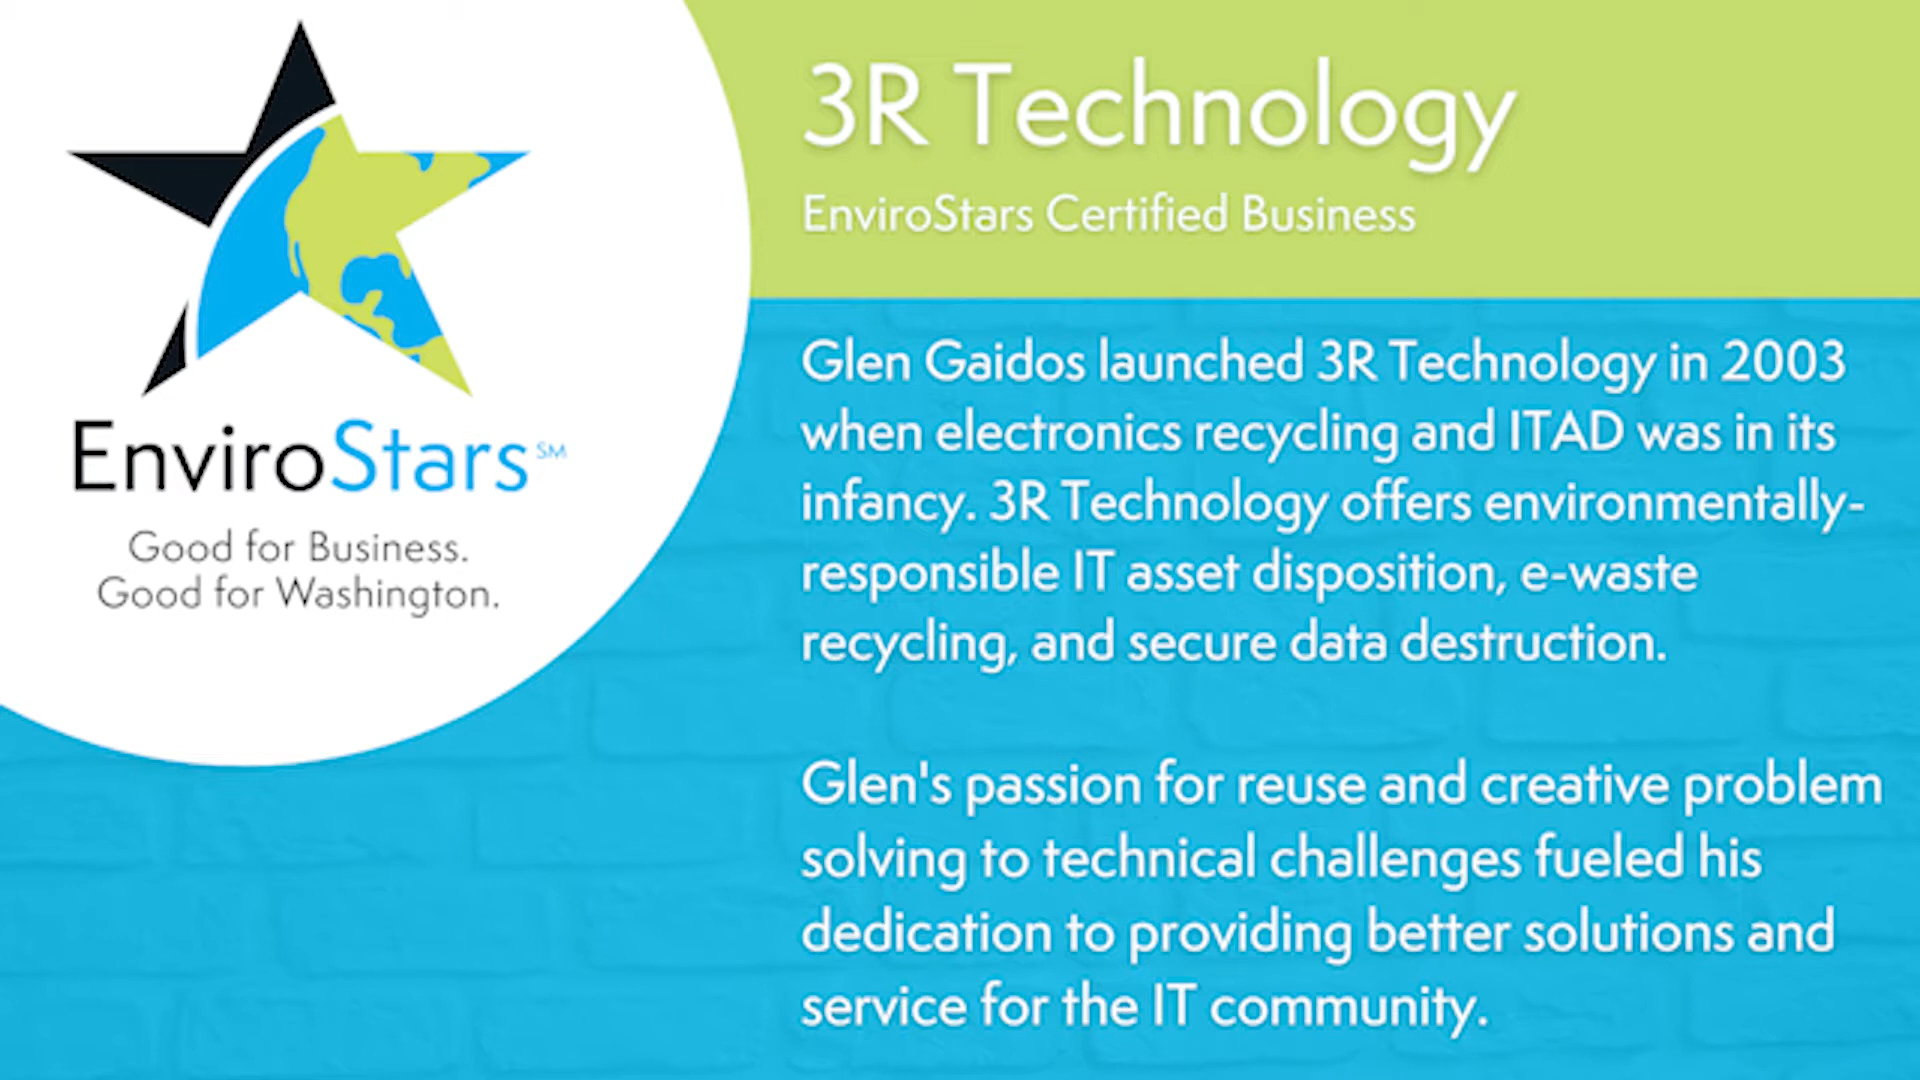 EnviroStars℠
Good for Business.
Good for Washington.
3R Technology
EnviroStars Certified Business
Glen Gaidos launched 3R Technology in 2003
when electronics recycling and ITAD was in its
infancy. 3R Technology offers environmentally-
responsible IT asset disposition, e-waste
recycling, and secure data destruction.
Glen's passion for reuse and creative problem
solving to technical challenges fueled his
dedication to providing better solutions and
service for the IT community.